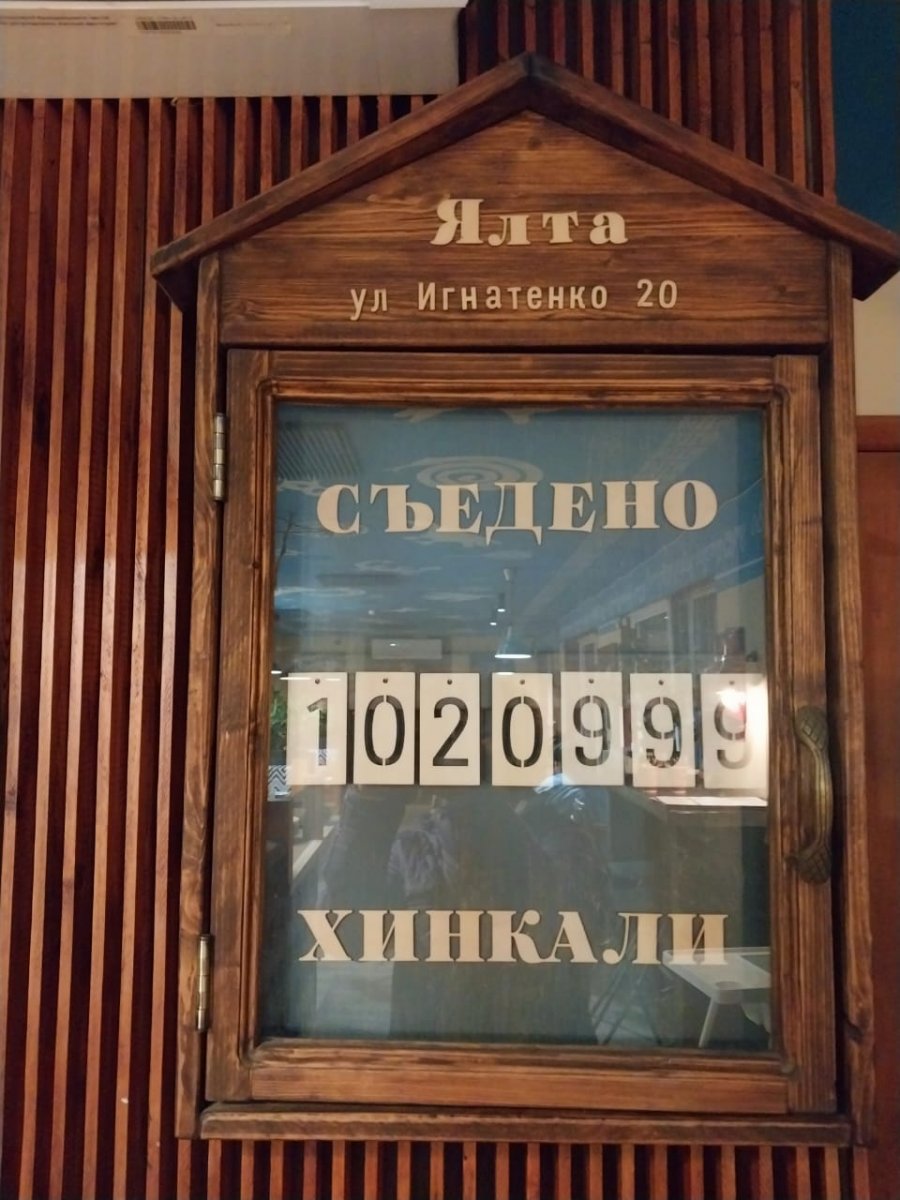 Ялта
ул Игнатенко 20
СЪЕДЕНО
1020999
ХИНКАЛИ